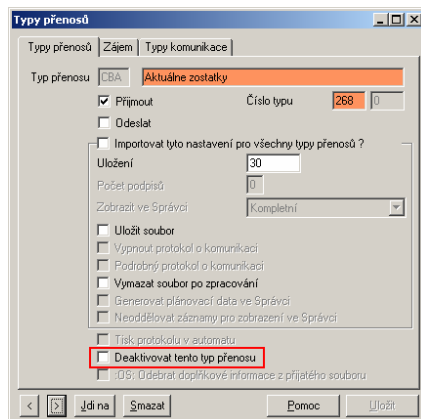 Typy přenosů
Typy přenosů Zájem Typy komunikace
Typ přenosu CBA Aktuálne zostatky
Přijmout Číslo typu 268 0
Odeslat
Importovat tyto nastavení pro všechny typy přenosů ?
Uložení 30
Počet podpisů 0
Zobrazit ve Správci Kompletní
Uložit soubor
Vypnout protokol o komunikaci
Podrobný protokol o komunikaci
Vymazat soubor po zpracování
Generovat plánovací data ve Správci
Neoddělovat záznamy pro zobrazení ve Správci
Tisk protokolu v automatu
Deaktivovat tento typ přenosu
:OS: Odebrat doplňkové informace z přijatého souboru
< > Jdi na Smazat Pomoc Uložit